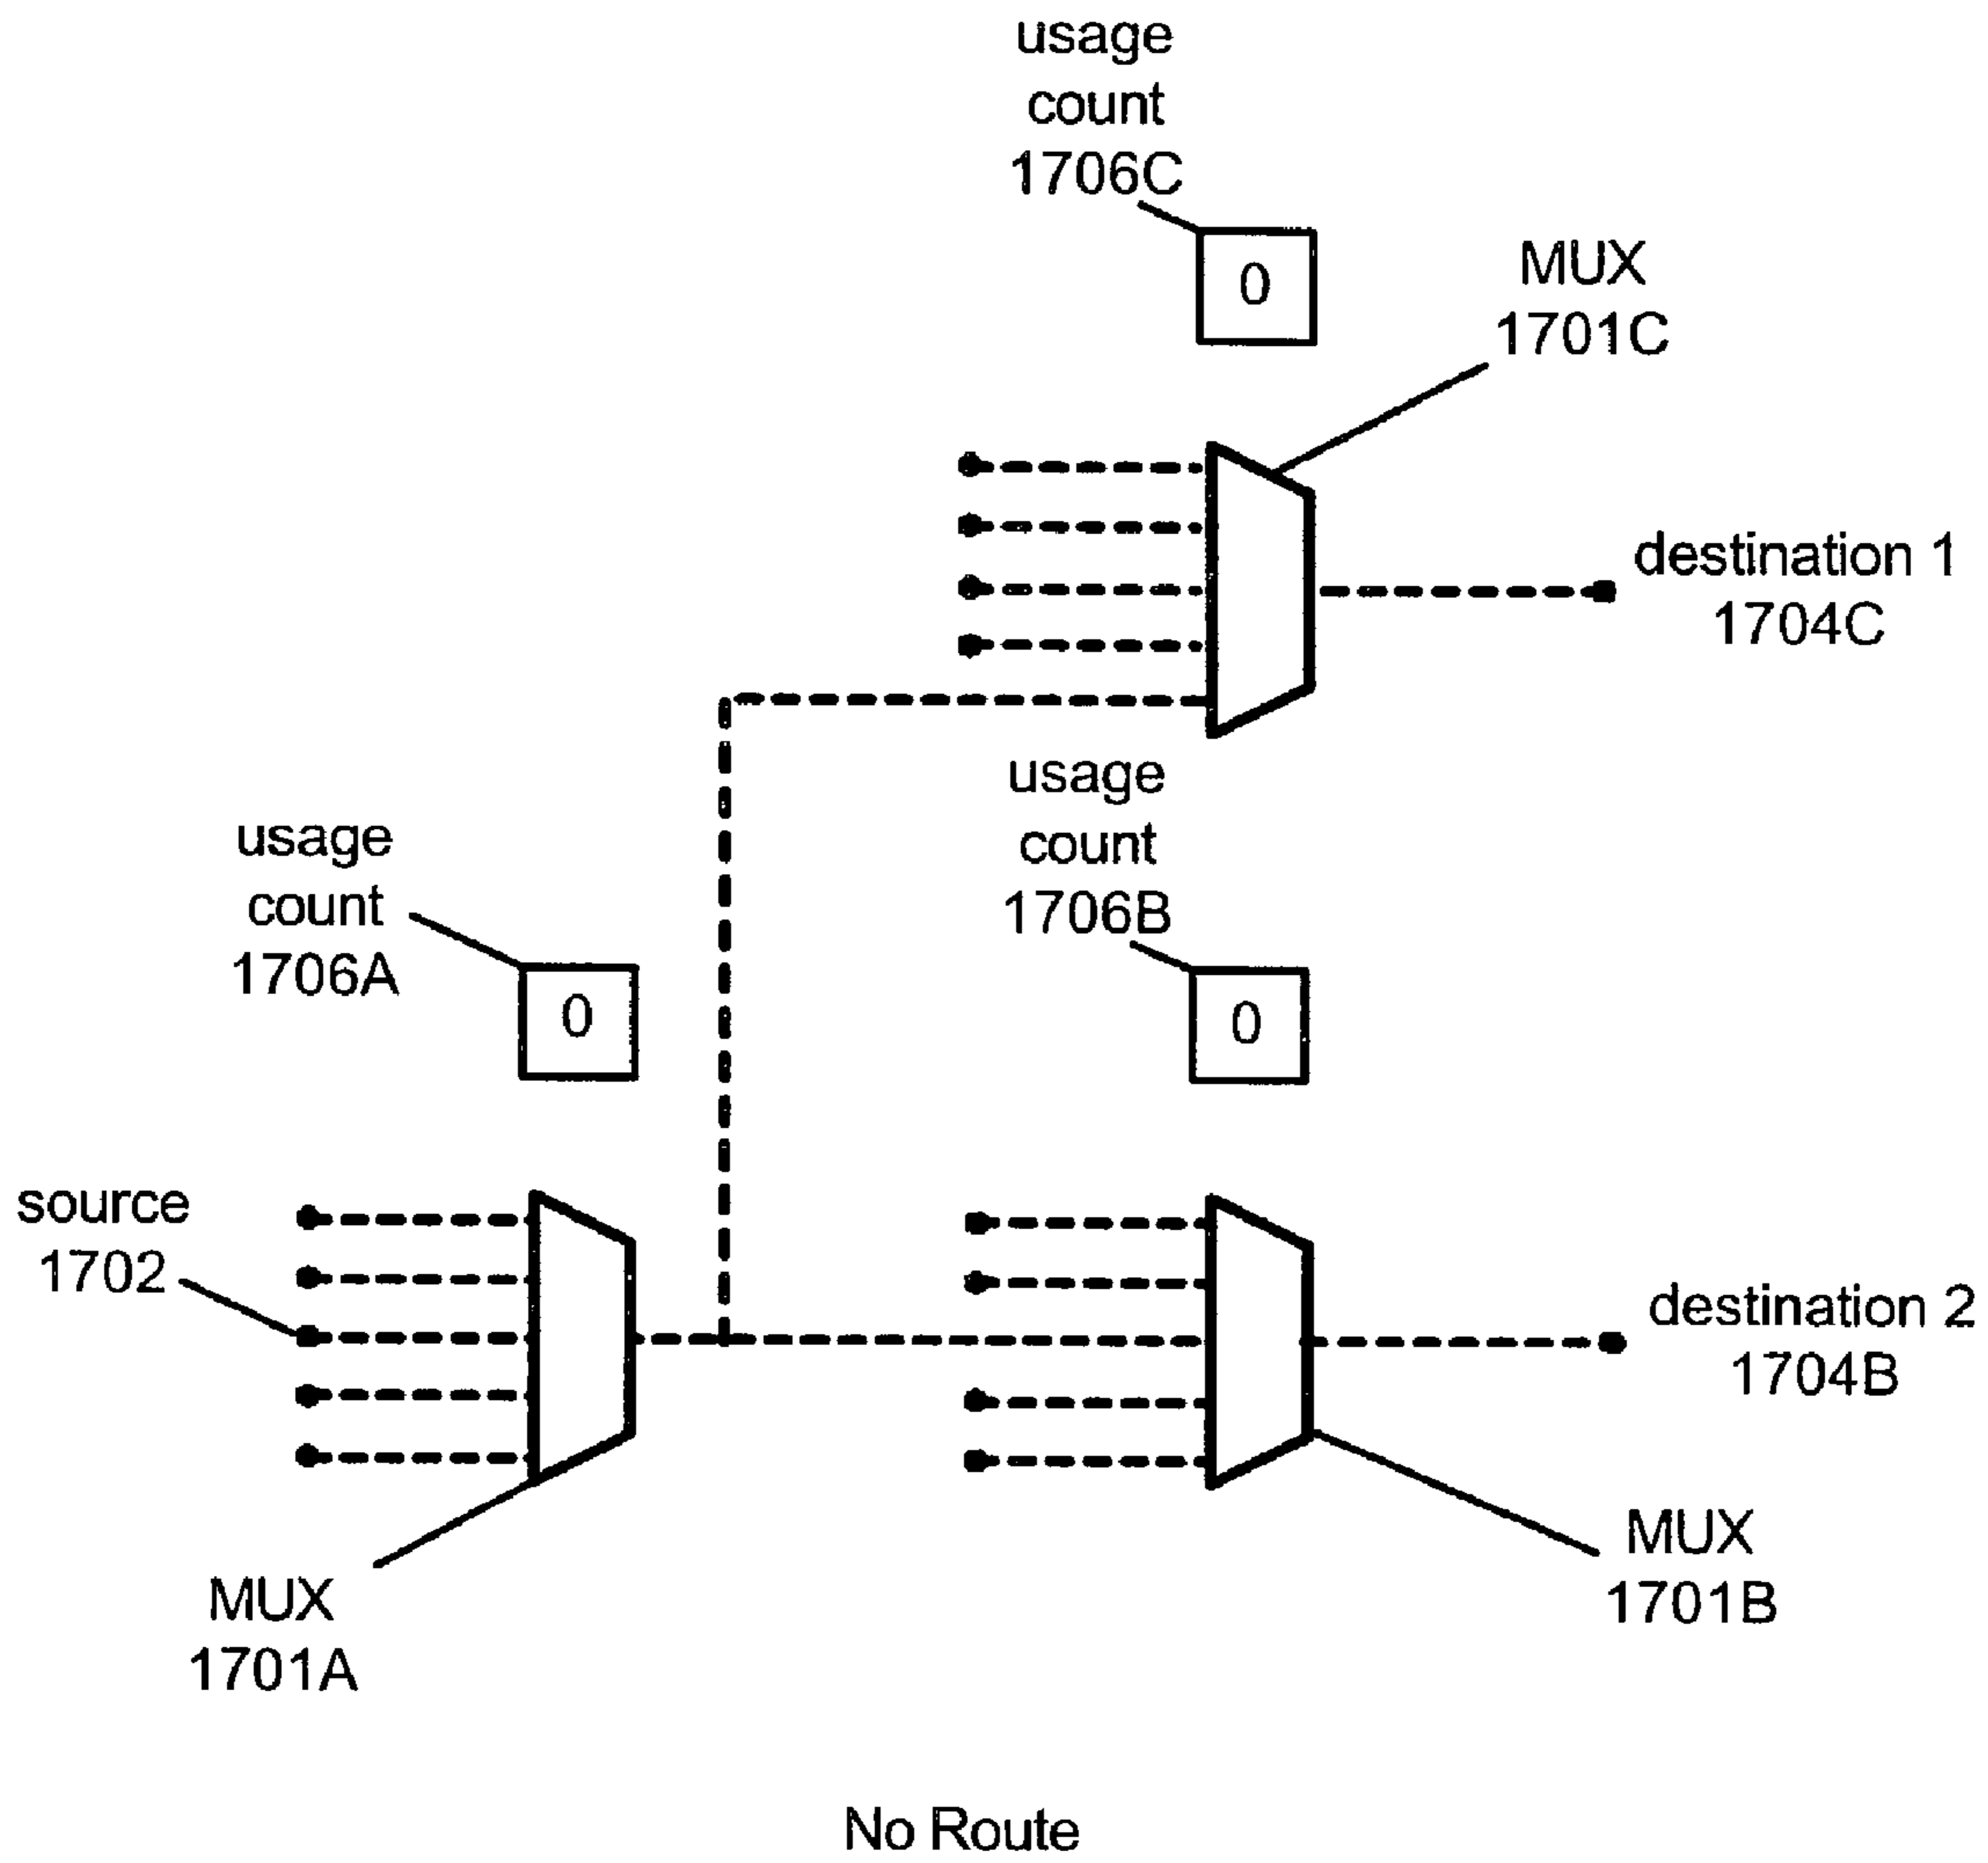 usage
count
1706C
0
MUX
1701C
destination 1
1704C
usage
count
1706B
0
usage
count
1706A
0
source
1702
destination 2
1704B
MUX
1701A
MUX
1701B
No Route